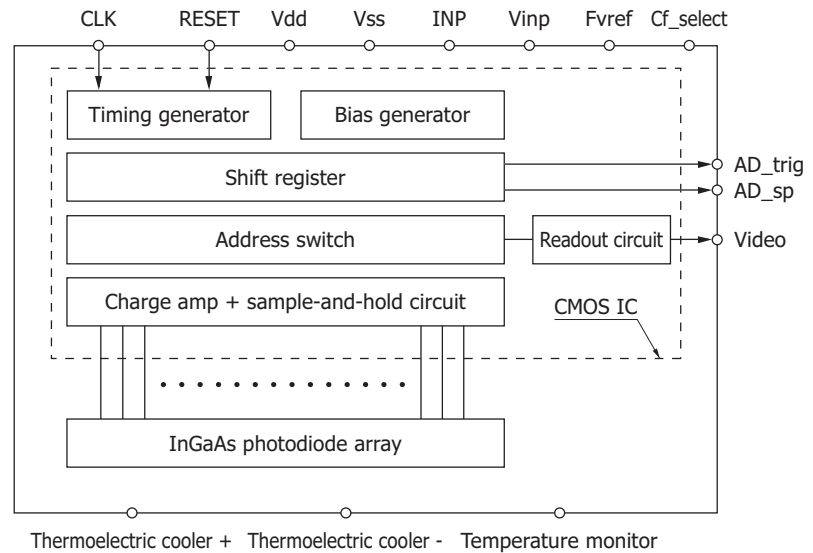 CLK RESET Vdd Vss INP Vinp Fvref Cf_select
Timing generator Bias generator
Shift register
AD_trig
AD_sp
Address switch Readout circuit Video
Charge amp + sample-and-hold circuit
CMOS IC
InGaAs photodiode array
Thermoelectric cooler + Thermoelectric cooler - Temperature monitor